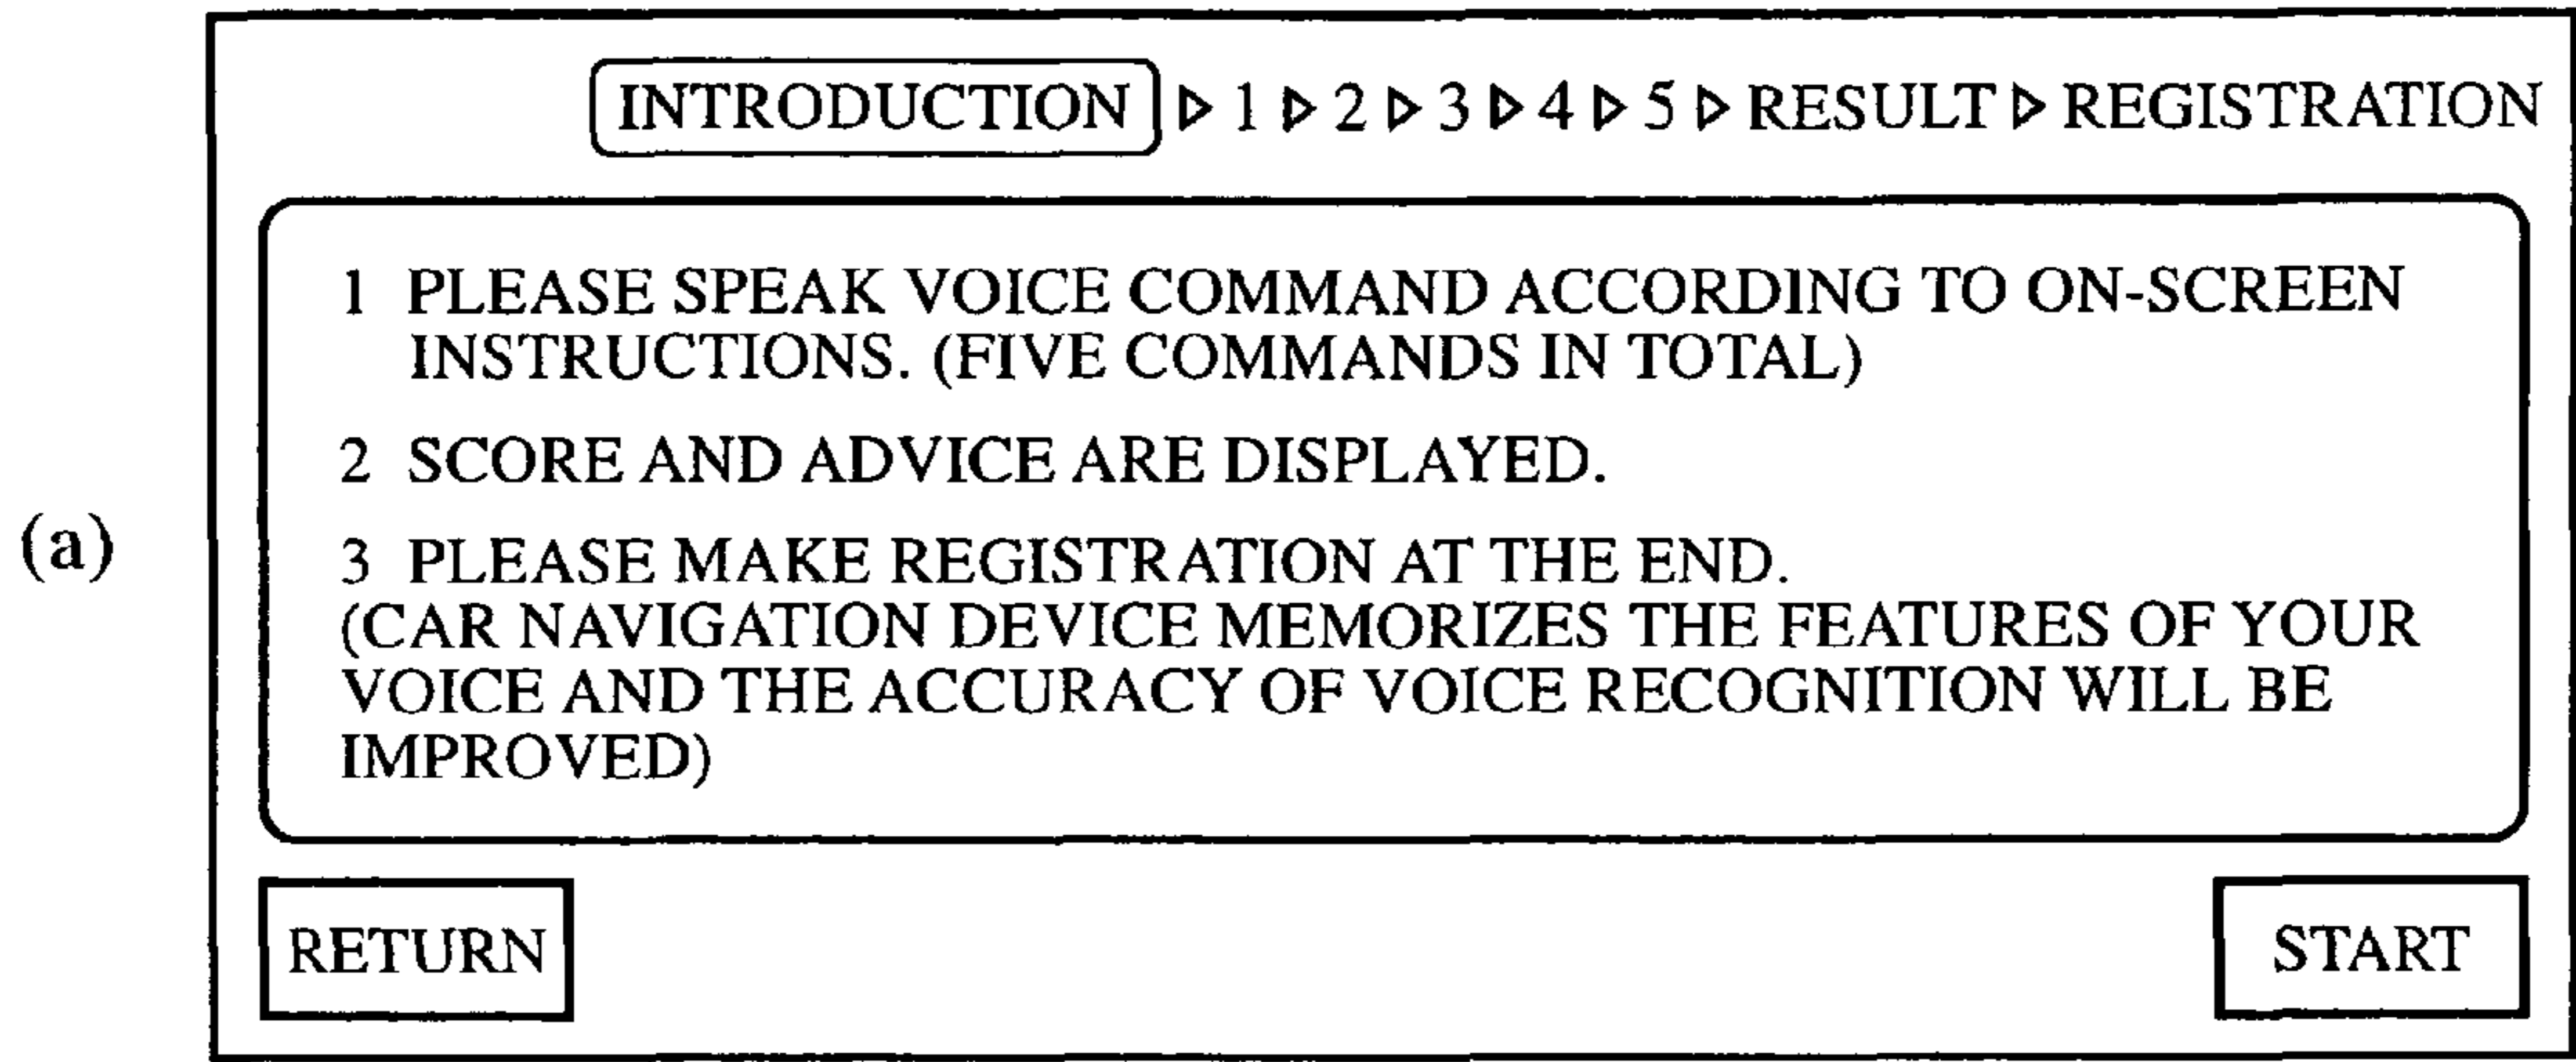 INTRODUCTION ▷ 1 ▷ 2 ▷ 3 ▷ 4 ▷ 5 ▷ RESULT ▷ REGISTRATION
1 PLEASE SPEAK VOICE COMMAND ACCORDING TO ON-SCREEN
INSTRUCTIONS. (FIVE COMMANDS IN TOTAL)
2 SCORE AND ADVICE ARE DISPLAYED.
(a)
3 PLEASE MAKE REGISTRATION AT THE END.
(CAR NAVIGATION DEVICE MEMORIZES THE FEATURES OF YOUR
VOICE AND THE ACCURACY OF VOICE RECOGNITION WILL BE
IMPROVED)
RETURN
START